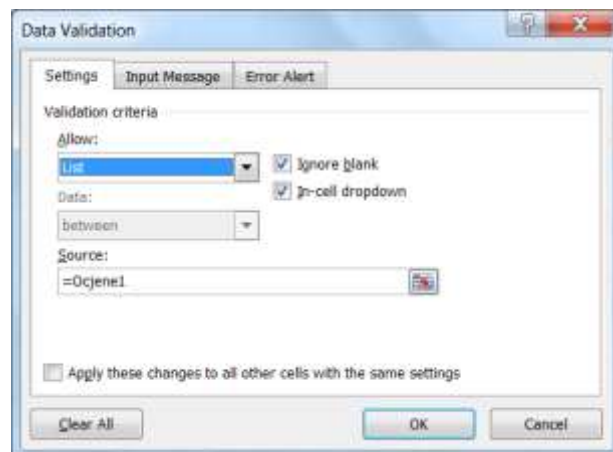 Data Validation
Settings Input Message Error Alert
Validation criteria
Allow:
List
Ignore blank
Data:
In-cell dropdown
between
Source:
=Ocjene1
Apply these changes to all other cells with the same settings
Clear All OK Cancel